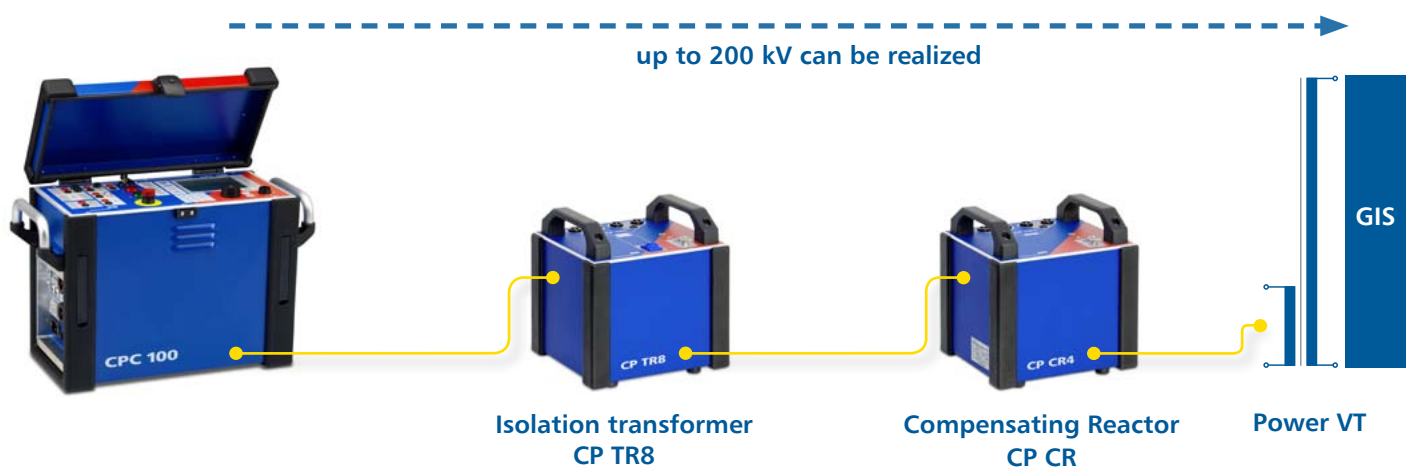 up to 200 kV can be realized
GIS
CPC 100
CP TR8
CP CR4
Isolation transformer
CP TR8
Compensating Reactor
CP CR
Power VT